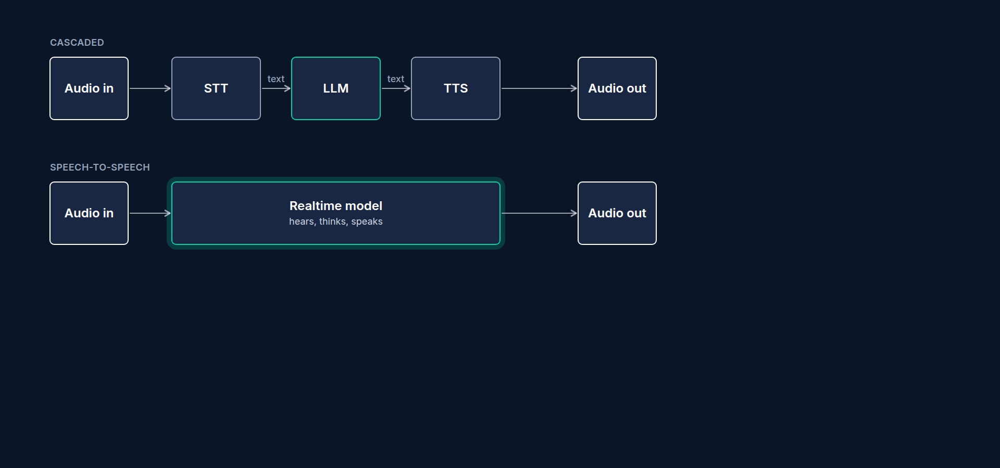 CASCADED
Audio in
STT
text
LLM
text
TTS
Audio out
SPEECH-TO-SPEECH
Audio in
Realtime model
hears, thinks, speaks
Audio out